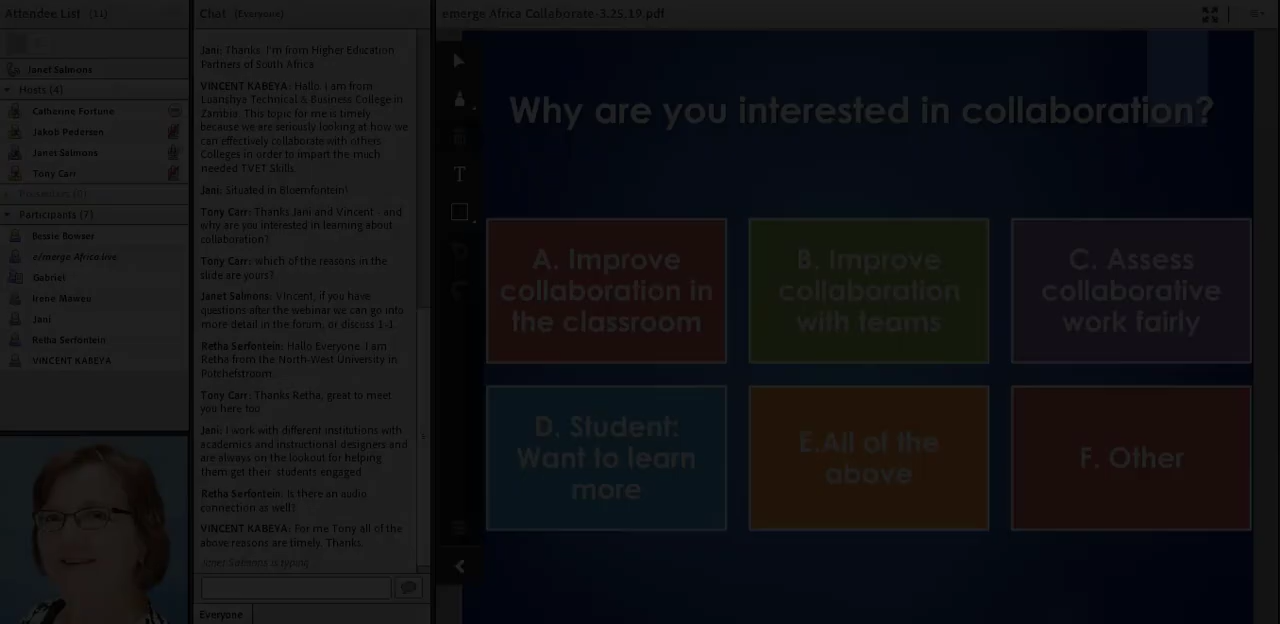 Attendee List (11)
Janet Salmons
Hosts (4)
Catherine Fortune
Jakob Pedersen
Janet Salmons
Tony Carr
Presenters (0)
Participants (7)
Bessie Bowser
e/merge Africa live
Gabriel
Irene Maweu
Jani
Retha Serfontein
VINCENT KABEYA
Chat (Everyone)
Jani: Thanks. I'm from Higher Education
Partners of South Africa
VINCENT KABEYA: Hallo. i am from
Luanshya Technical & Business College in
Zambia. This topic for me is timely
because we are seriously looking at how we
can effectively collaborate with others
Colleges in order to impart the much
needed TVET Skills.
Jani: Situated in Bloemfontein!
Tony Carr: Thanks Jani and Vincent - and
why are you interested in learning about
collaboration?
Tony Carr: which of the reasons in the
slide are yours?
Janet Salmons: Vincent, if you have
questions after the webinar we can go into
more detail in the forum, or discuss 1-1
Retha Serfontein: Hallo Everyone. I am
Retha from the North-West University in
Potchefstroom.
Tony Carr: Thanks Retha, great to meet
you here too
Jani: I work with different institutions with
academics and instructional designers and
are always on the lookout for helping
them get their students engaged
Retha Serfontein: Is there an audio
connection as well?
VINCENT KABEYA: For me Tony all of the
above reasons are timely. Thanks
Janet Salmons is typing
Everyone
emerge Africa Collaborate-3.25.19.pdf
T
Why are you interested in collaboration?
A. Improve
collaboration in
the classroom
B. Improve
collaboration
with teams
C. Assess
collaborative
work fairly
D. Student:
Want to learn
more
E.All of the
above
F. Other